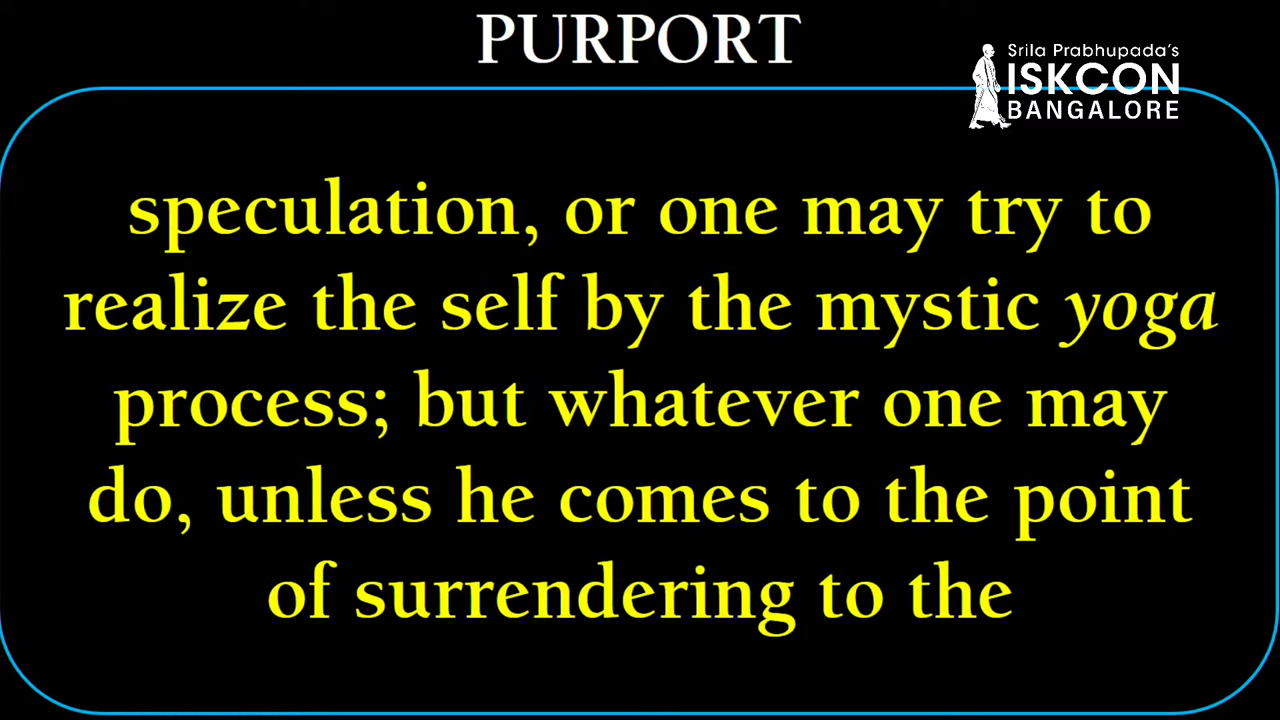 PURPORT
Srila Prabhupada's
ISKCON
BANGALORE
speculation, or one may try to
realize the self by the mystic yoga
process; but whatever one may
do, unless he comes to the point
of surrendering to the